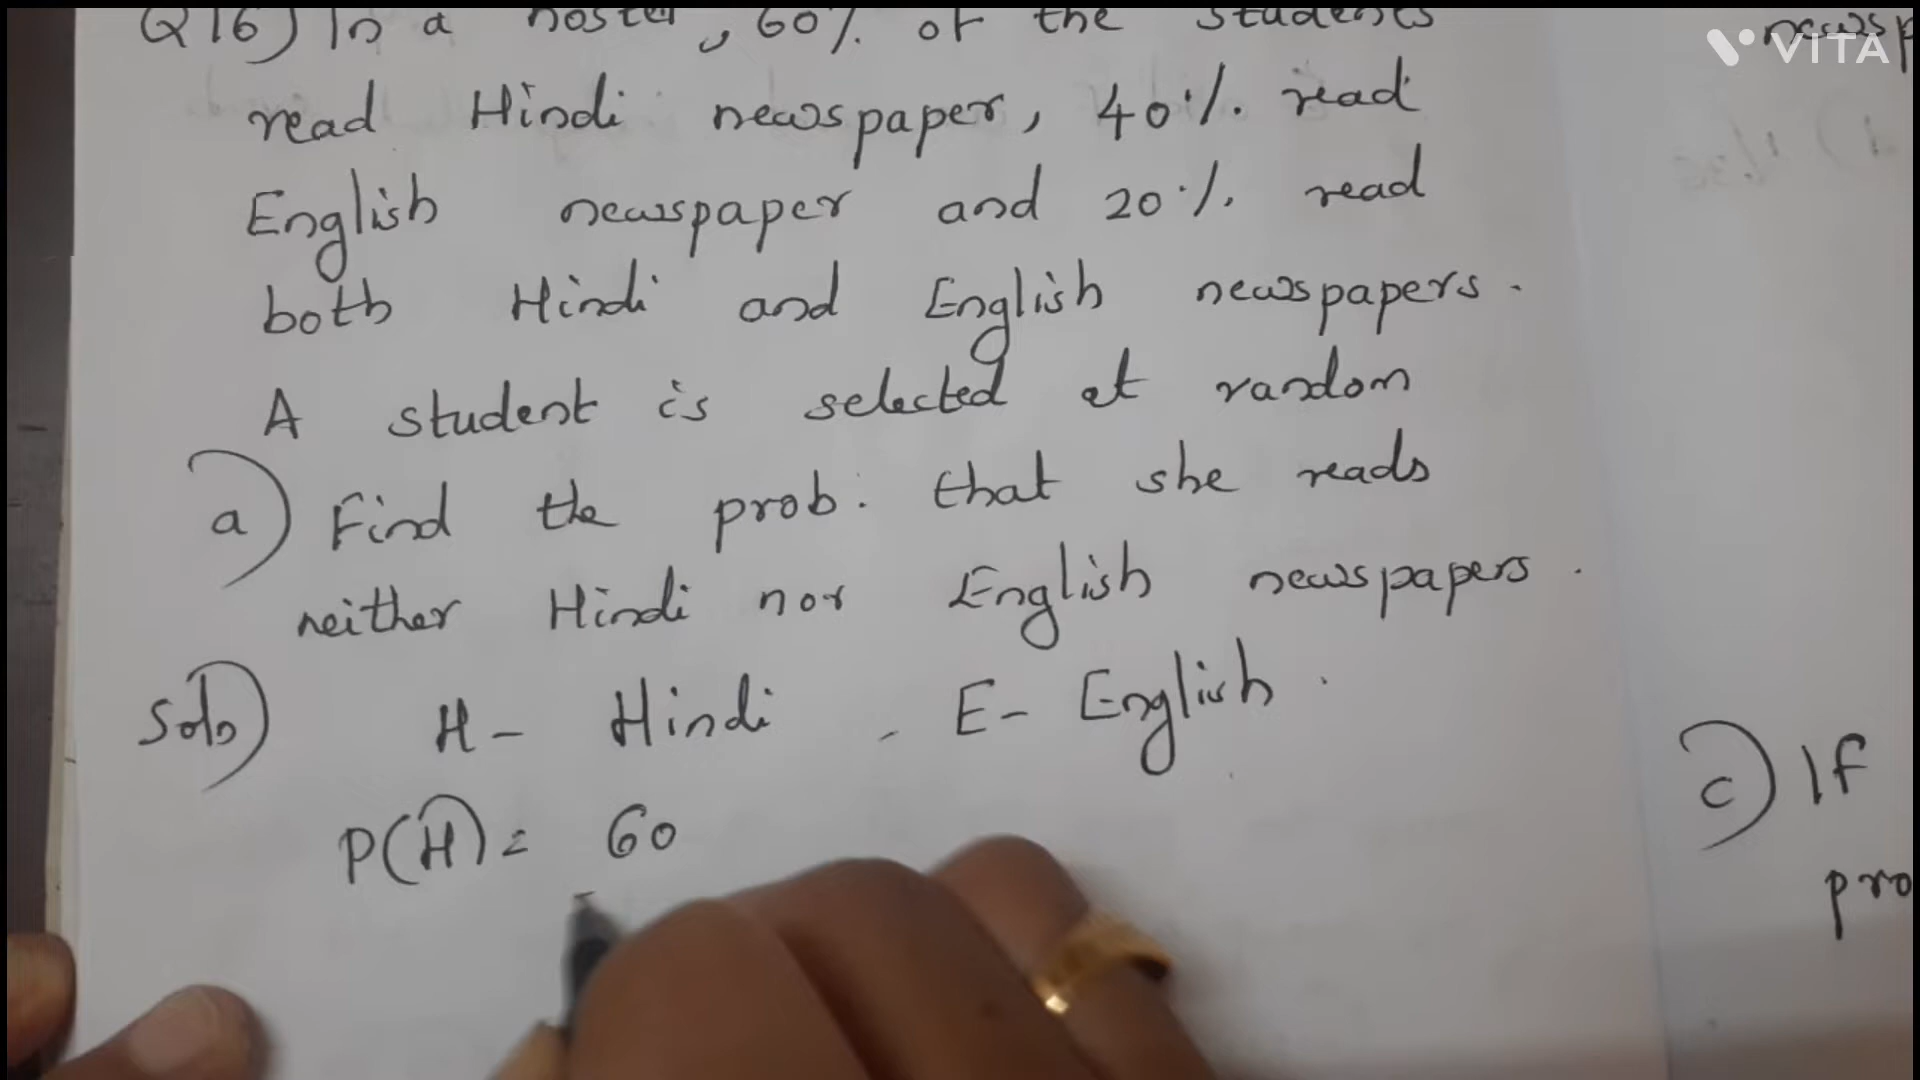 Q16) In a hostel, 60% of the students
read Hindi newspaper, 40% read
English newspaper and 20% read
both Hindi and English newspapers.
A student is selected at random
a) Find the prob. that she reads
neither Hindi nor English newspapers.
Soln) H - Hindi, E - English.
P(H) = 60
newsp
VITA
c) If
pro